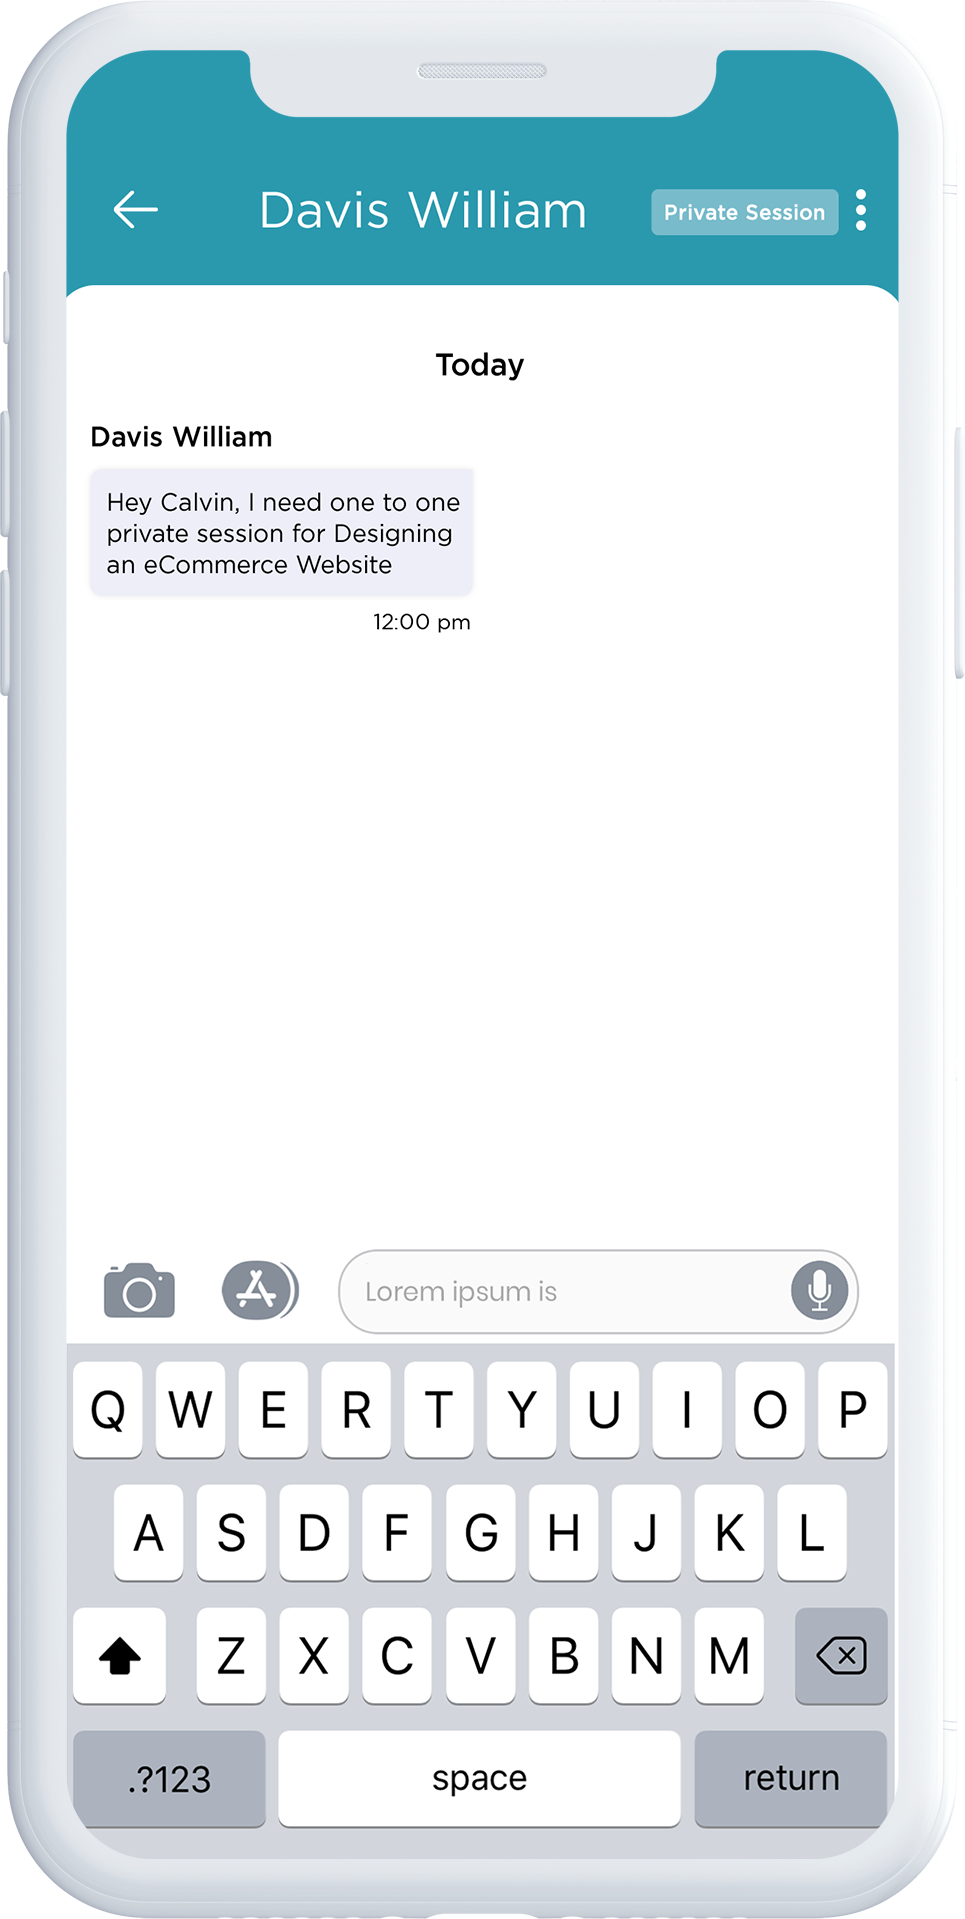 Davis William
Private Session
Today
Davis William
Hey Calvin, I need one to one
private session for Designing
an eCommerce Website
12:00 pm
Lorem ipsum is
Q W E R T Y U I O P
A S D F G H J K L
Z X C V B N M
.?123 space return